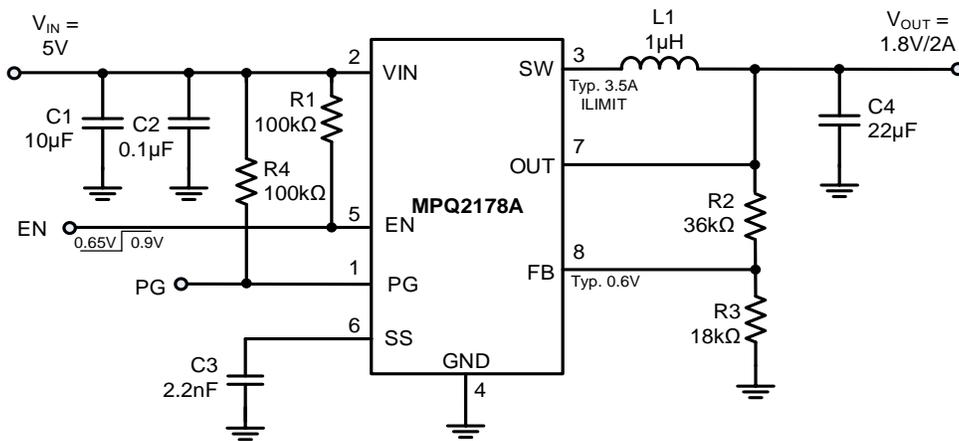 VIN =
5V
C1
10µF
C2
0.1µF
R4
100kΩ
R1
100kΩ
EN
0.65V 0.9V
PG
C3
2.2nF
2
VIN
5
EN
1
PG
6
SS
MPQ2178A
GND
4
SW
3
Typ. 3.5A
ILIMIT
OUT
7
FB
8
Typ. 0.6V
L1
1µH
VOUT =
1.8V/2A
C4
22µF
R2
36kΩ
R3
18kΩ